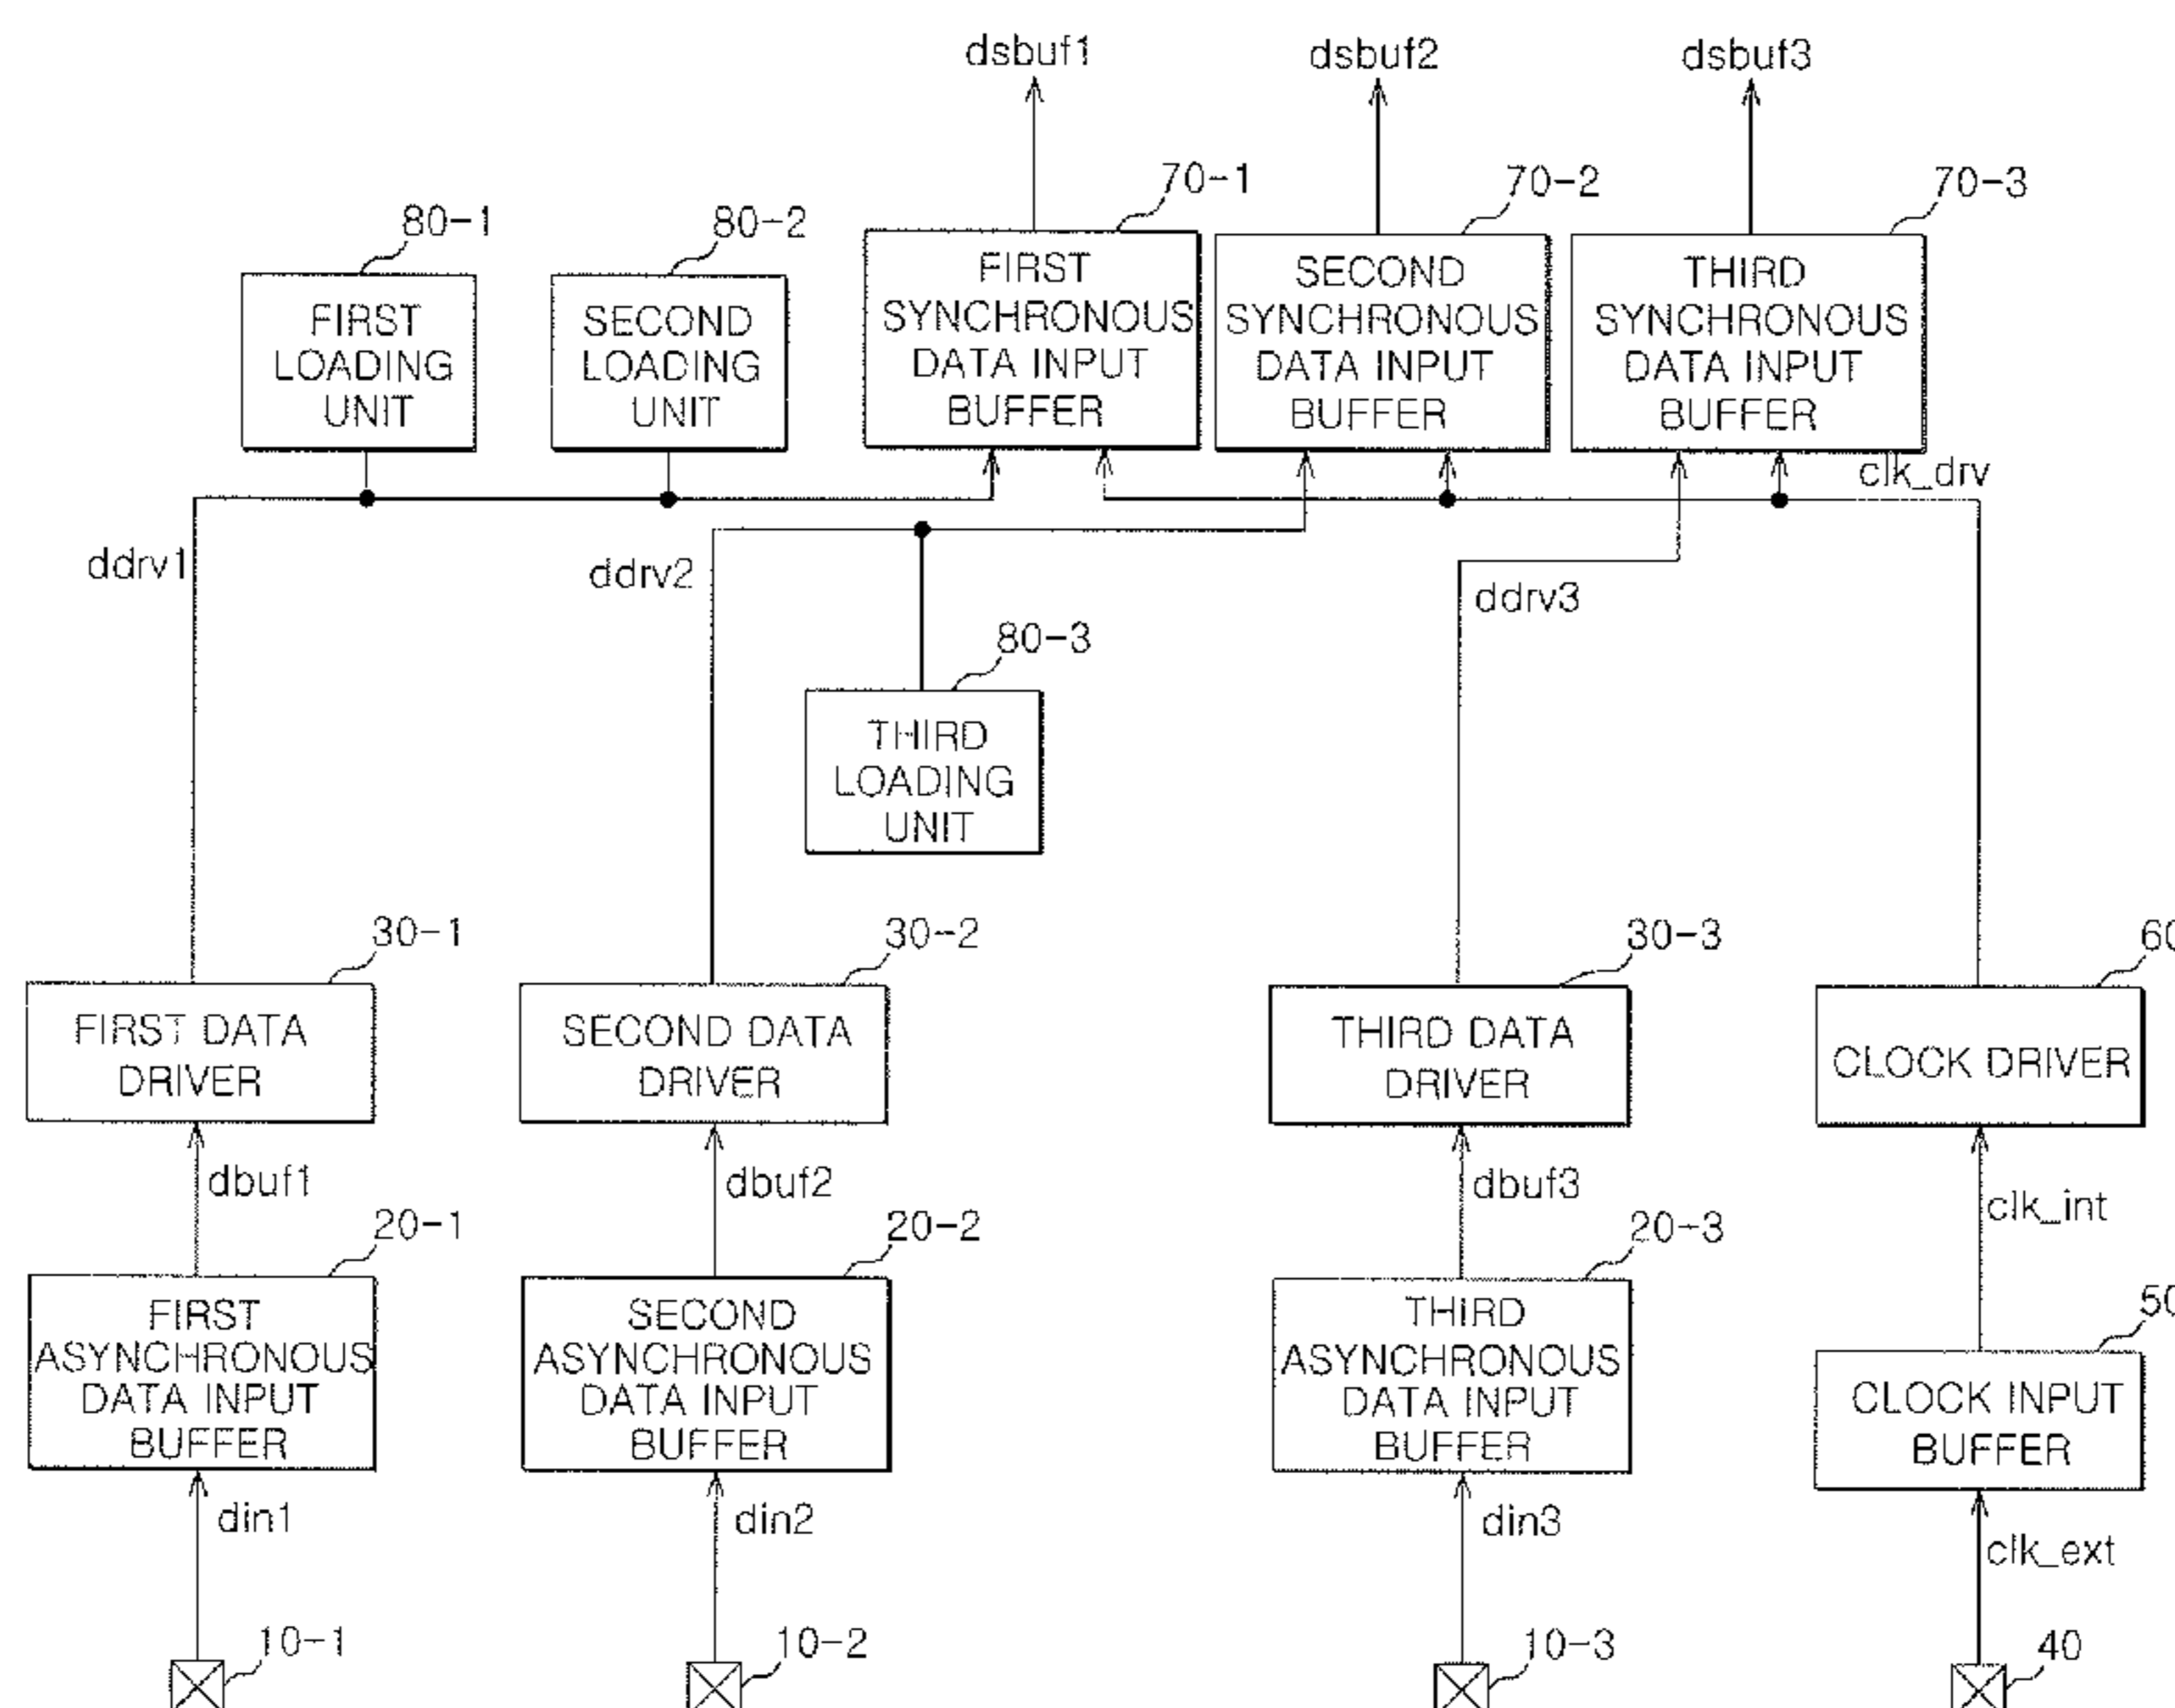 dsbuf1
dsbuf2
dsbuf3
70-1
70-2
70-3
80-1
80-2
FIRST
LOADING
UNIT
SECOND
LOADING
UNIT
FIRST
SYNCHRONOUS
DATA INPUT
BUFFER
SECOND
SYNCHRONOUS
DATA INPUT
BUFFER
THIRD
SYNCHRONOUS
DATA INPUT
BUFFER
clk_drv
ddrv1
ddrv2
ddrv3
80-3
THIRD
LOADING
UNIT
30-1
30-2
30-3
60
FIRST DATA
DRIVER
SECOND DATA
DRIVER
THIRD DATA
DRIVER
CLOCK DRIVER
dbuf1
dbuf2
dbuf3
clk_int
20-1
20-2
20-3
50
FIRST
ASYNCHRONOUS
DATA INPUT
BUFFER
SECOND
ASYNCHRONOUS
DATA INPUT
BUFFER
THIRD
ASYNCHRONOUS
DATA INPUT
BUFFER
CLOCK INPUT
BUFFER
din1
din2
din3
clk_ext
10-1
10-2
10-3
40